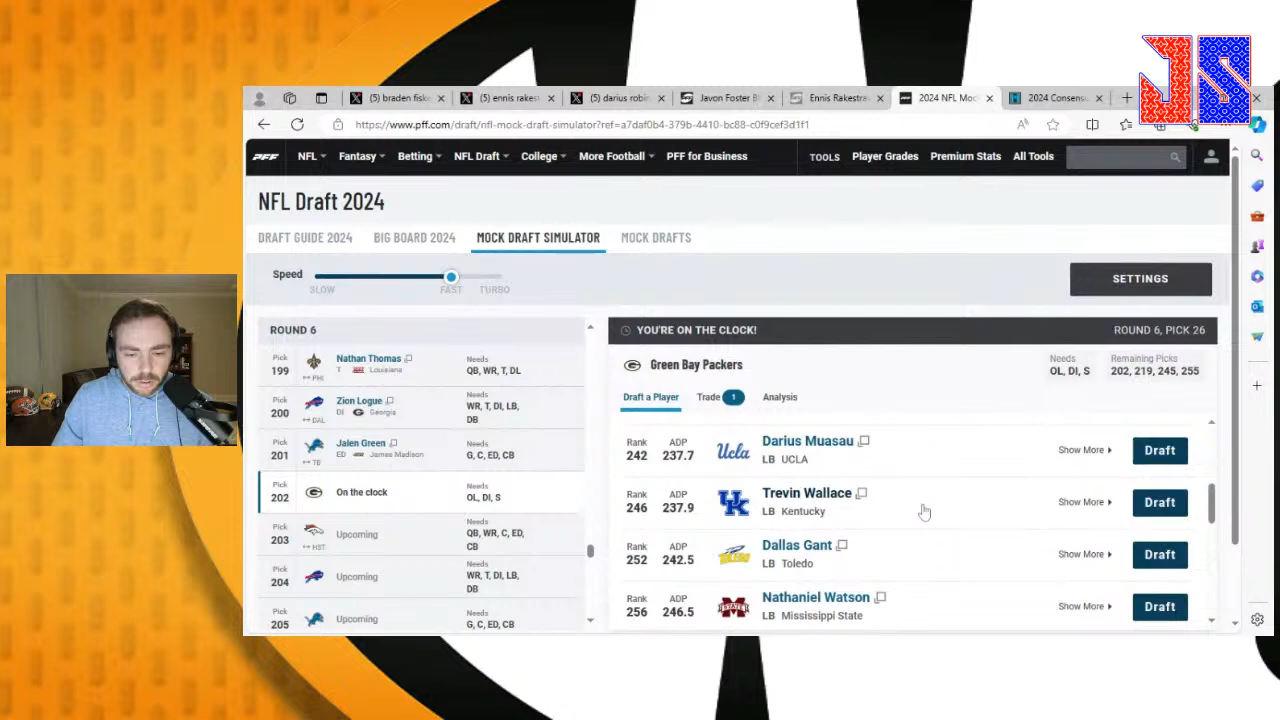 JS
(5) braden fiske
(5) ennis rakest
(5) darius robin
Javon Foster B
Ennis Rakestra
2024 NFL Moc
2024 Consens
https://www.pff.com/draft/nfl-mock-draft-simulator?ref=a7daf0b4-379b-4410-bc88-c0f9cef3d1f1
PFF
NFL
Fantasy
Betting
NFL Draft
College
More Football
PFF for Business
TOOLS
Player Grades
Premium Stats
All Tools
NFL Draft 2024
DRAFT GUIDE 2024
BIG BOARD 2024
MOCK DRAFT SIMULATOR
MOCK DRAFTS
Speed
SLOW
FAST
TURBO
SETTINGS
ROUND 6
Pick
199
PHI
Nathan Thomas
T Louisiana
Needs
QB, WR, T, DL
Pick
200
DAL
Zion Logue
DI Georgia
Needs
WR, T, DI, LB,
DB
Pick
201
TB
Jalen Green
ED James Madison
Needs
G, C, ED, CB
Pick
202
On the clock
Needs
OL, DI, S
Pick
203
HST
Upcoming
Needs
QB, WR, C, ED,
CB
Pick
204
Upcoming
Needs
WR, T, DI, LB,
DB
Pick
205
Upcoming
Needs
G, C, ED, CB
YOU'RE ON THE CLOCK!
ROUND 6, PICK 26
Green Bay Packers
Needs
OL, DI, S
Remaining Picks
202, 219, 245, 255
Draft a Player
Trade 1
Analysis
Rank
242
ADP
237.7
Ucla
Darius Muasau
LB UCLA
Show More
Draft
Rank
246
ADP
237.9
UK
Trevin Wallace
LB Kentucky
Show More
Draft
Rank
252
ADP
242.5
Dallas Gant
LB Toledo
Show More
Draft
Rank
256
ADP
246.5
Nathaniel Watson
LB Mississippi State
Show More
Draft